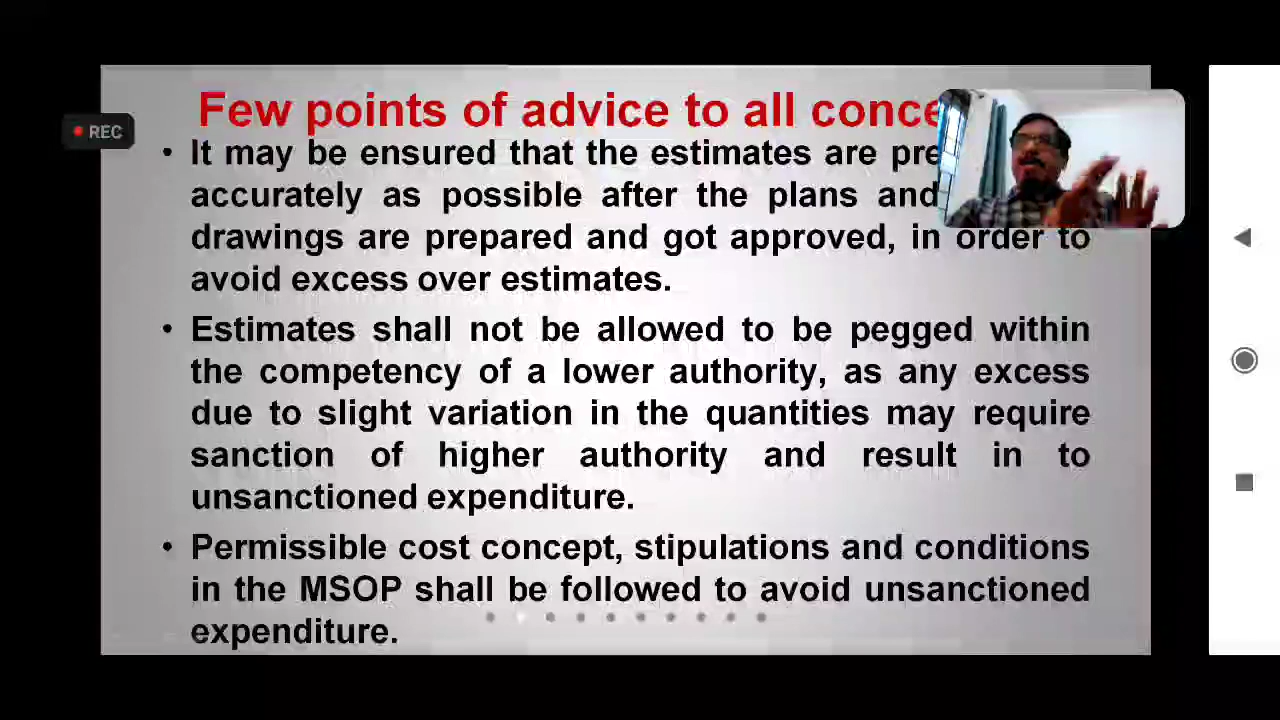 Few points of advice to all conce
REC
• It may be ensured that the estimates are pre
accurately as possible after the plans and
drawings are prepared and got approved, in order to
avoid excess over estimates.
• Estimates shall not be allowed to be pegged within
the competency of a lower authority, as any excess
due to slight variation in the quantities may require
sanction of higher authority and result in to
unsanctioned expenditure.
• Permissible cost concept, stipulations and conditions
in the MSOP shall be followed to avoid unsanctioned
expenditure.